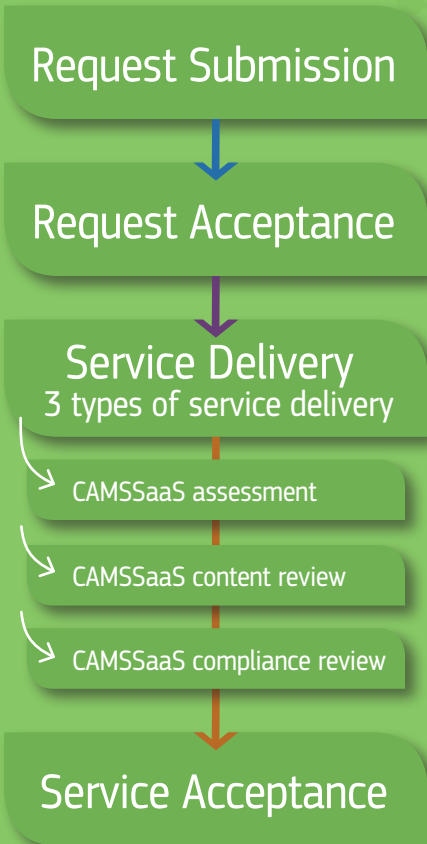 Request Submission
Request Acceptance
Service Delivery
3 types of service delivery
CAMSSaaS assessment
CAMSSaaS content review
CAMSSaaS compliance review
Service Acceptance